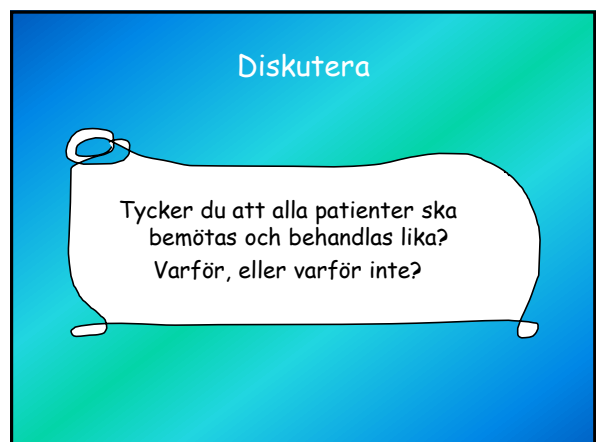 Diskutera
Tycker du att alla patienter ska
bemötas och behandlas lika?
Varför, eller varför inte?